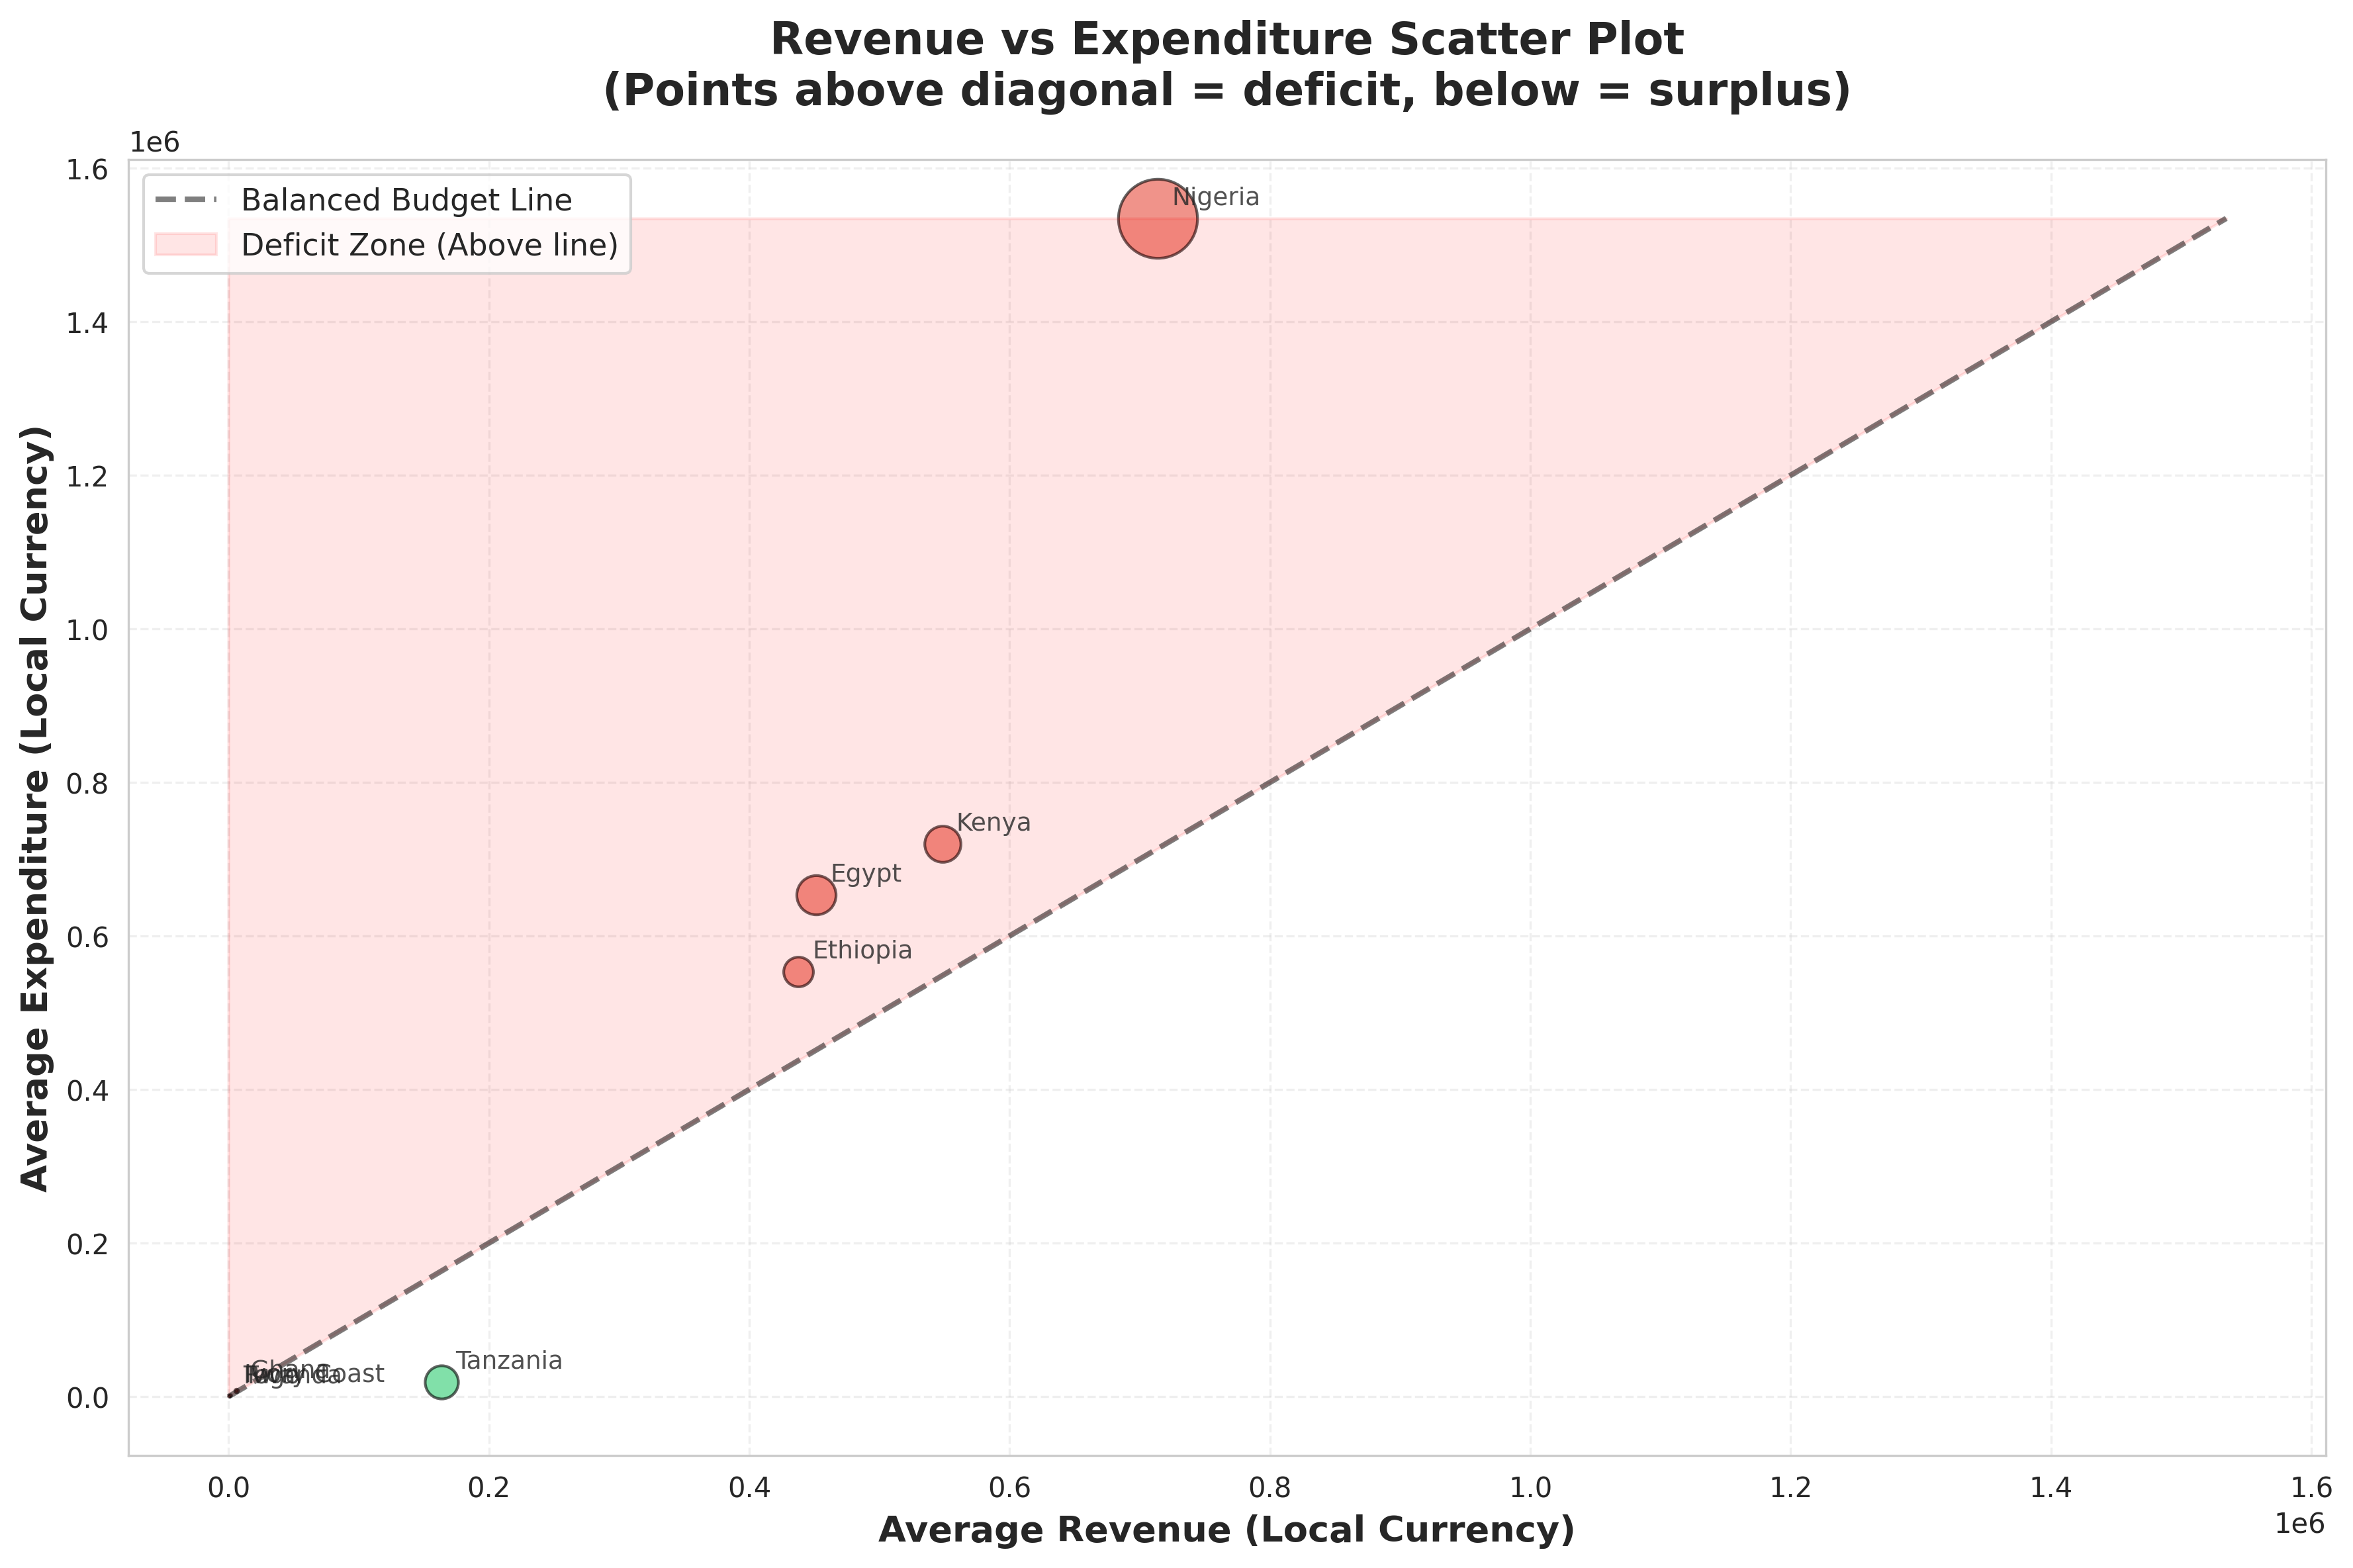 Revenue vs Expenditure Scatter Plot
(Points above diagonal = deficit, below = surplus)
1e6
1.6
1.4
1.2
1.0
0.8
0.6
0.4
0.2
0.0
Average Expenditure (Local Currency)
Balanced Budget Line
Deficit Zone (Above line)
Nigeria
Kenya
Egypt
Ethiopia
Tanzania
Ghana
0.0
0.2
0.4
0.6
0.8
1.0
1.2
1.4
1.6
1e6
Average Revenue (Local Currency)